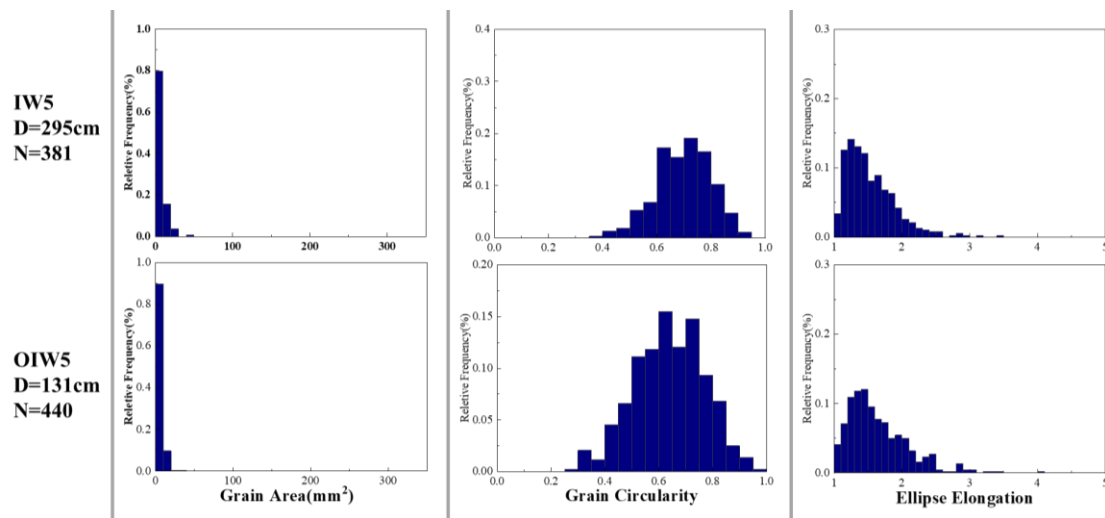 IW5
D=295cm
N=381
Reletive Frequency(%)
1.0
0.8
0.6
0.4
0.2
0.0
0 100 200 300
Reletive Frequency(%)
0.4
0.3
0.2
0.1
0.0
0.0 0.2 0.4 0.6 0.8 1.0
Reletive Frequency(%)
0.3
0.2
0.1
0.0
1 2 3 4 5
OIW5
D=131cm
N=440
Reletive Frequency(%)
1.0
0.8
0.6
0.4
0.2
0.0
0 100 200 300
Grain Area(mm²)
Reletive Frequency(%)
0.20
0.15
0.10
0.05
0.00
0.0 0.2 0.4 0.6 0.8 1.0
Grain Circularity
Reletive Frequency(%)
0.3
0.2
0.1
0.0
1 2 3 4 5
Ellipse Elongation